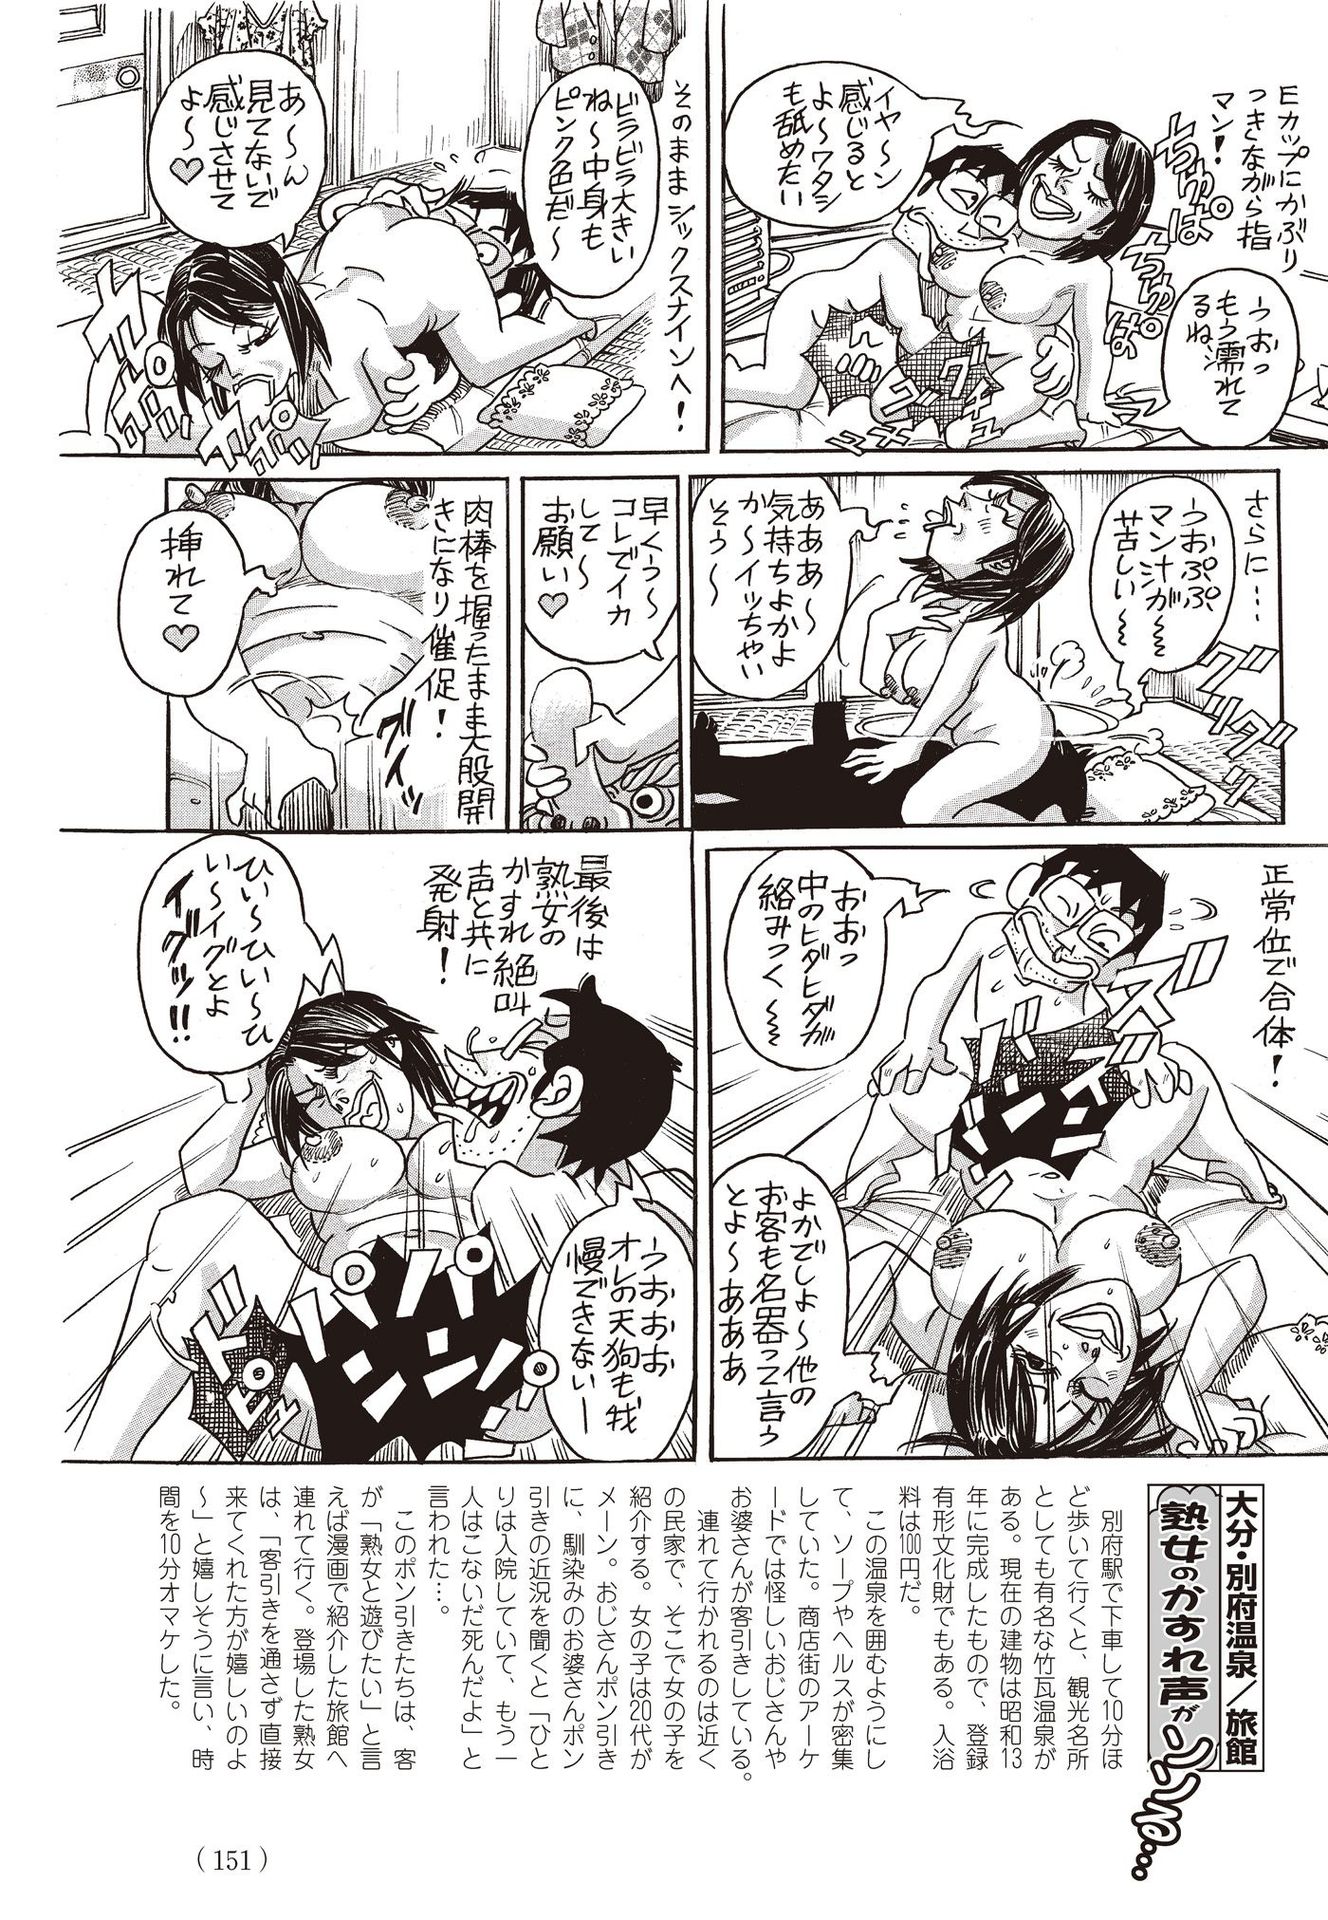 Eカップにかぶり
つきながら指
マン！
うおっ
もう濡れて
るね
イヤ〜ン
感じると
よ〜ワタシ
も舐めたい
ちゅぱ
ちゅぱ
ちゅぱ
そのままシックスナインへ！
ビラビラ大きい
ね〜中身も
ピンク色だ〜
あ〜ん
見てないで
感じさせて
よ〜♥
さらに…
うおぷぷ
マン汁が〜
苦しい〜
あああ〜
気持ちよかよ
か〜イッちゃい
そう〜
早くぅ〜
コレでイカ
して〜
お願い♥
肉棒を握ったまま大股開
きになり催促！
グイッ
挿れて♥
正常位で合体！
おおっ
中のヒダヒダが
絡みつく〜
よかでしょ〜他の
お客も名器って言う
とよ〜あああ
最後は
熟女の
かすれ絶叫
声と共に
発射！
ひい〜ひい〜ひ
い〜イグとよ
イグッ!!
うおおお
オレの天狗も我
慢できないー
大分・別府温泉／旅館
熟女のかすれ声がソソる…
別府駅で下車して10分ほ
ど歩いて行くと、観光名所
としても有名な竹瓦温泉が
ある。現在の建物は昭和13
年に完成したもので、登録
有形文化財でもある。入浴
料は100円だ。
この温泉を囲むようにし
て、ソープやヘルスが密集
していた。商店街のアーケ
ードでは怪しいおじさんや
お婆さんが客引きしている。
連れて行かれるのは近く
の民家で、そこで女の子を
紹介する。女の子は20代が
メーン。おじさんポン引き
に、馴染みのお婆さんポン
引きの近況を聞くと「ひと
りは入院していて、もう一
人はこないだ死んだよ」と
言われた…。
このポン引きたちは、客
が「熟女と遊びたい」と言
えば漫画で紹介した旅館へ
連れて行く。登場した熟女
は、「客引きを通さず直接
来てくれた方が嬉しいのよ
〜」と嬉しそうに言い、時
間を10分オマケした。
（151）